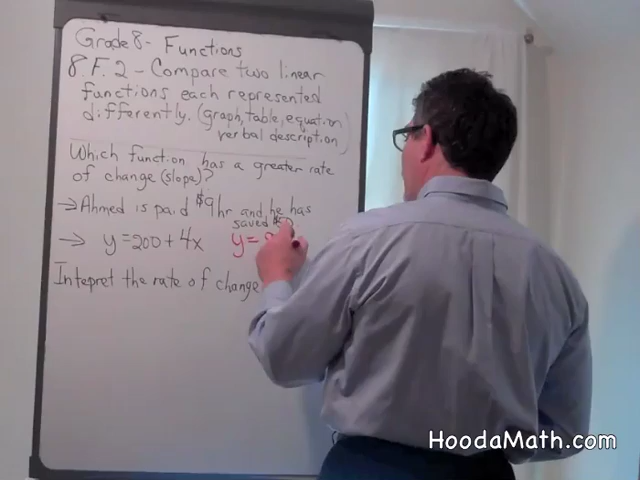 Grade 8 - Functions
8.F.2 - Compare two linear
functions each represented
differently. (graph, table, equation,
verbal description)
Which function has a greater rate
of change (slope)?
→ Ahmed is paid $9 hr and he has
saved
→ y=200+4x y=
Intepret the rate of change
HoodaMath.com